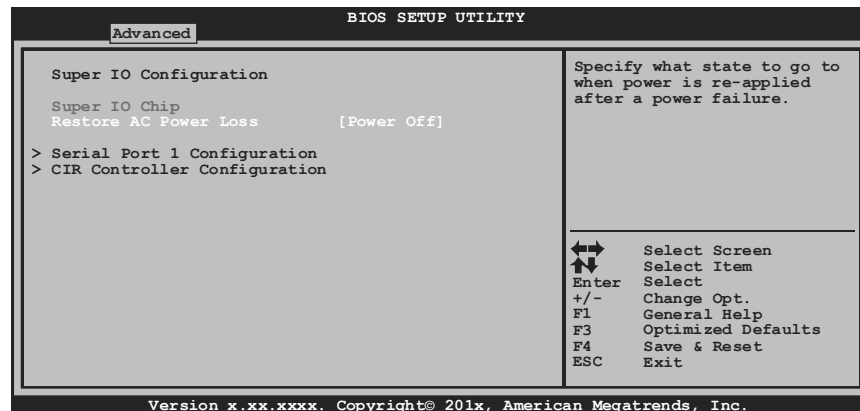 BIOS SETUP UTILITY
Advanced
Super IO Configuration
Super IO Chip
Restore AC Power Loss [Power Off]
> Serial Port 1 Configuration
> CIR Controller Configuration
Specify what state to go to
when power is re-applied
after a power failure.
Select Screen
Select Item
Enter Select
+/- Change Opt.
F1 General Help
F3 Optimized Defaults
F4 Save & Reset
ESC Exit
Version x.xx.xxxx. Copyright© 201x, American Megatrends, Inc.